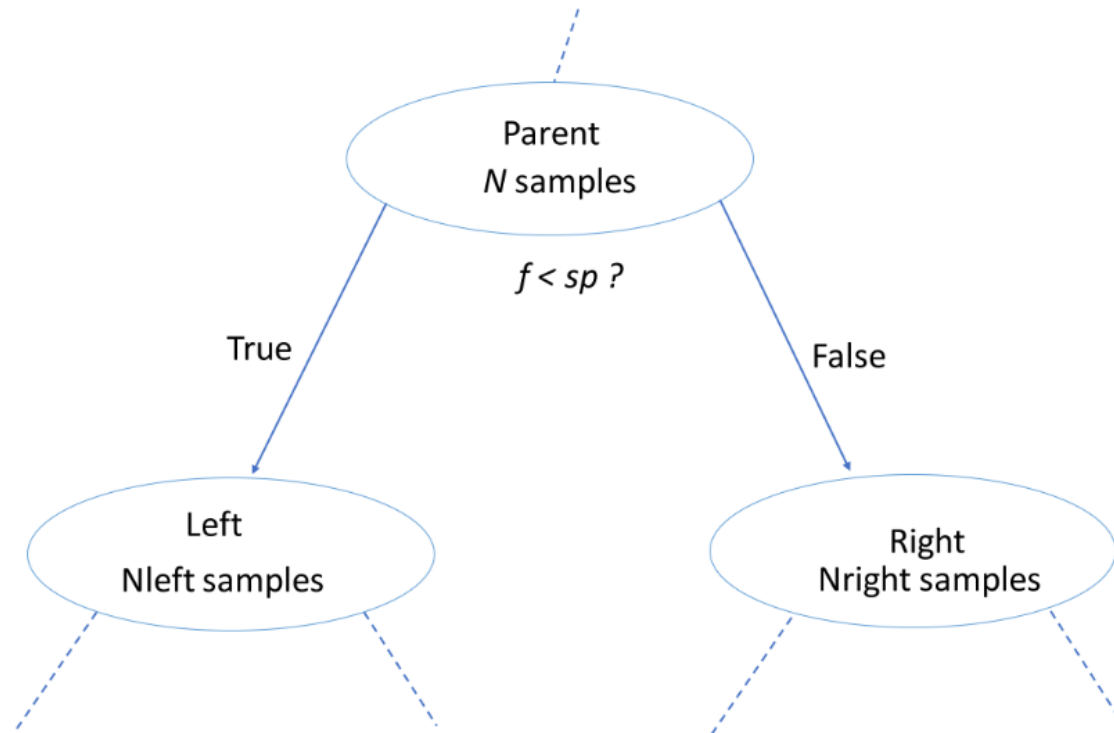 Parent
N samples
f < sp ?
True
False
Left
Nleft samples
Right
Nright samples